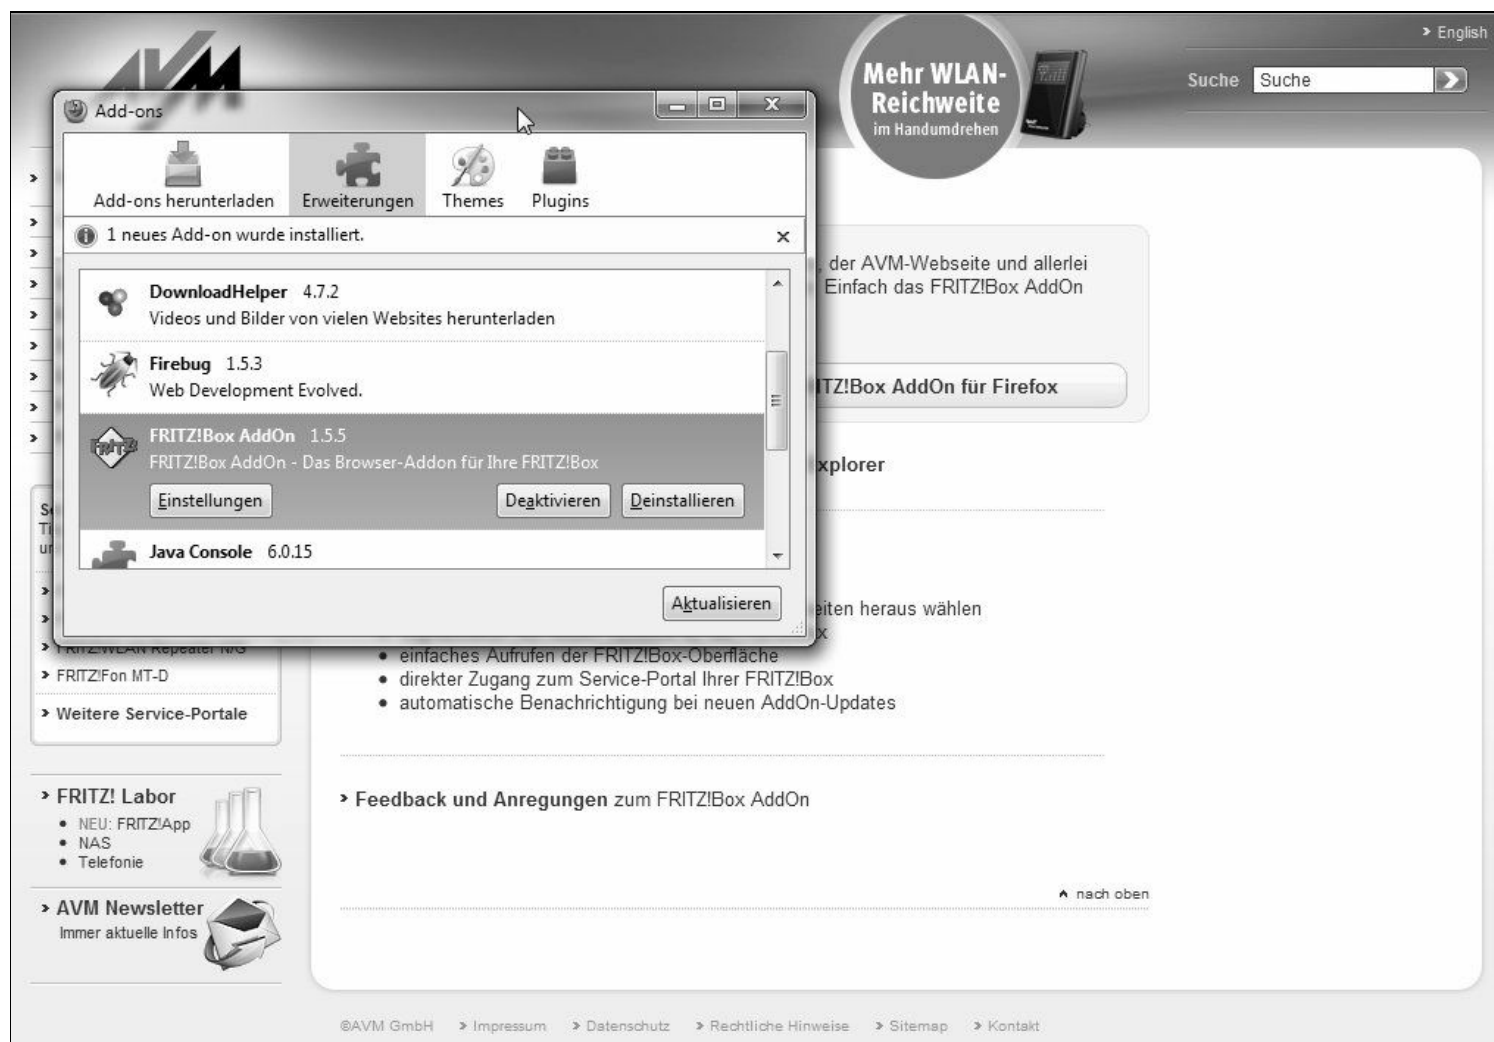 AVM
English
Mehr WLAN-
Reichweite
im Handumdrehen
Suche Suche
Add-ons
Add-ons herunterladen Erweiterungen Themes Plugins
1 neues Add-on wurde installiert.
DownloadHelper 4.7.2
Videos und Bilder von vielen Websites herunterladen
Firebug 1.5.3
Web Development Evolved.
FRITZ!
FRITZ!Box AddOn 1.5.5
FRITZ!Box AddOn - Das Browser-Addon für Ihre FRITZ!Box
Einstellungen Deaktivieren Deinstallieren
Java Console 6.0.15
Aktualisieren
, der AVM-Webseite und allerlei
Einfach das FRITZ!Box AddOn
ITZ!Box AddOn für Firefox
xplorer
eiten heraus wählen
einfaches Aufrufen der FRITZ!Box-Oberfläche
direkter Zugang zum Service-Portal Ihrer FRITZ!Box
automatische Benachrichtigung bei neuen AddOn-Updates
FRITZ!WLAN Repeater N/G
FRITZ!Fon MT-D
Weitere Service-Portale
FRITZ! Labor
NEU: FRITZ!App
NAS
Telefonie
AVM Newsletter
Immer aktuelle Infos
Feedback und Anregungen zum FRITZ!Box AddOn
nach oben
©AVM GmbH Impressum Datenschutz Rechtliche Hinweise Sitemap Kontakt